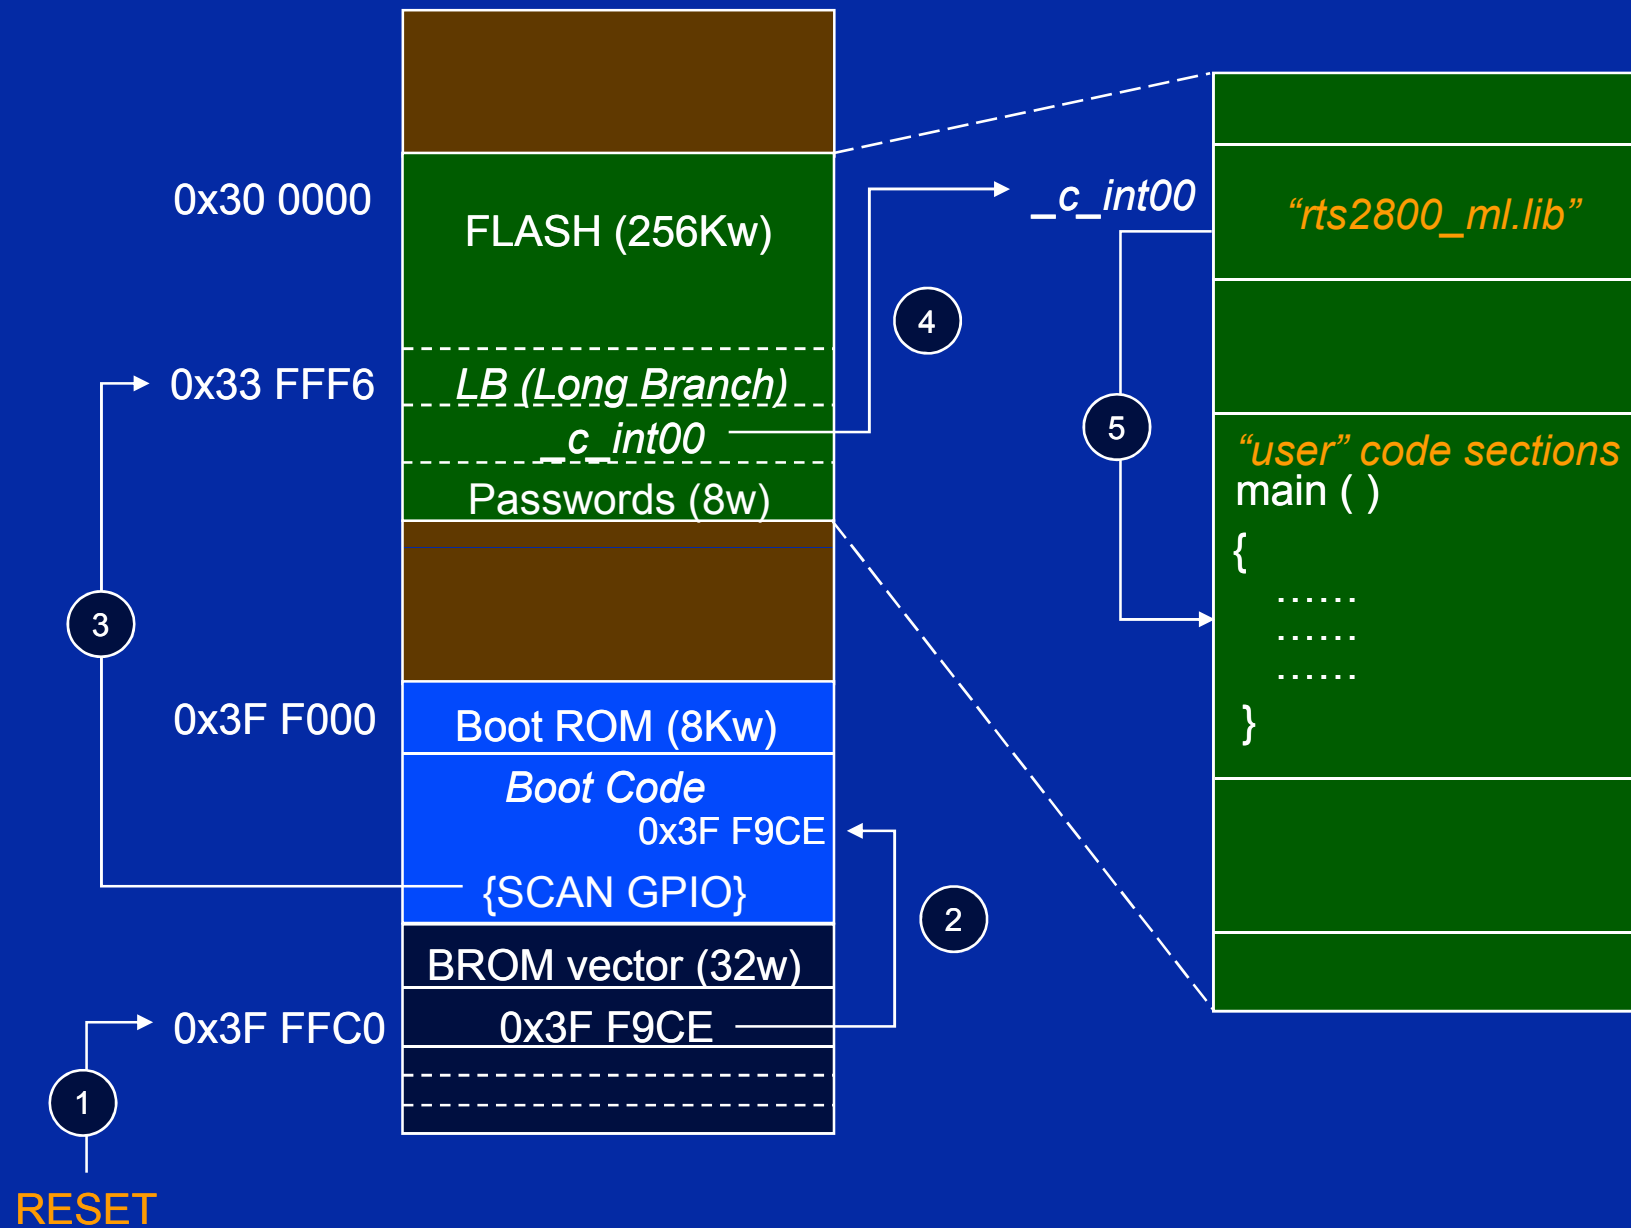 0x30 0000
FLASH (256Kw)
0x33 FFF6
LB (Long Branch)
_c_int00
Passwords (8w)
3
0x3F F000
Boot ROM (8Kw)
Boot Code
0x3F F9CE
{SCAN GPIO}
2
BROM vector (32w)
0x3F FFC0
0x3F F9CE
1
RESET
4
_c_int00
“rts2800_ml.lib”
5
“user” code sections
main ( )
{
......
......
......
}